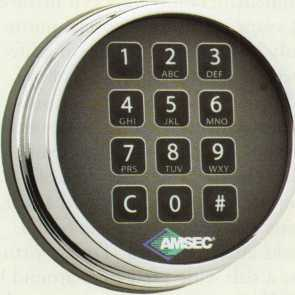 1 2 3
ABC DEF
4 5 6
GHI JKL MNO
7 8 9
PRS TUV WXY
C 0 #
AMSEC